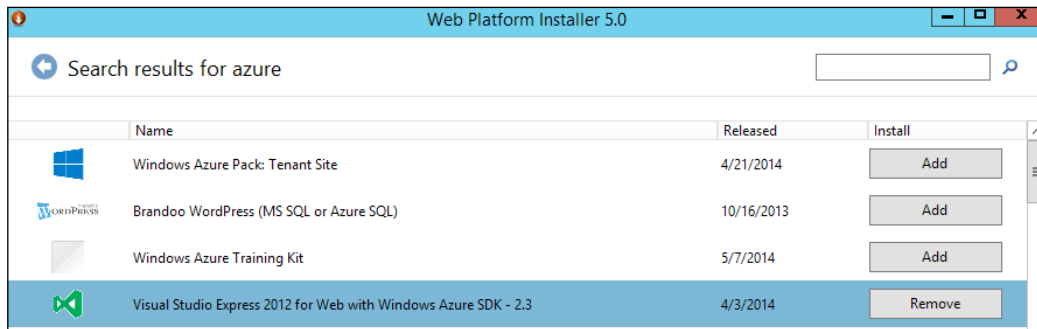 Web Platform Installer 5.0
Search results for azure
Name Released Install
Windows Azure Pack: Tenant Site 4/21/2014 Add
WORDPRESS Brandoo WordPress (MS SQL or Azure SQL) 10/16/2013 Add
Windows Azure Training Kit 5/7/2014 Add
Visual Studio Express 2012 for Web with Windows Azure SDK - 2.3 4/3/2014 Remove